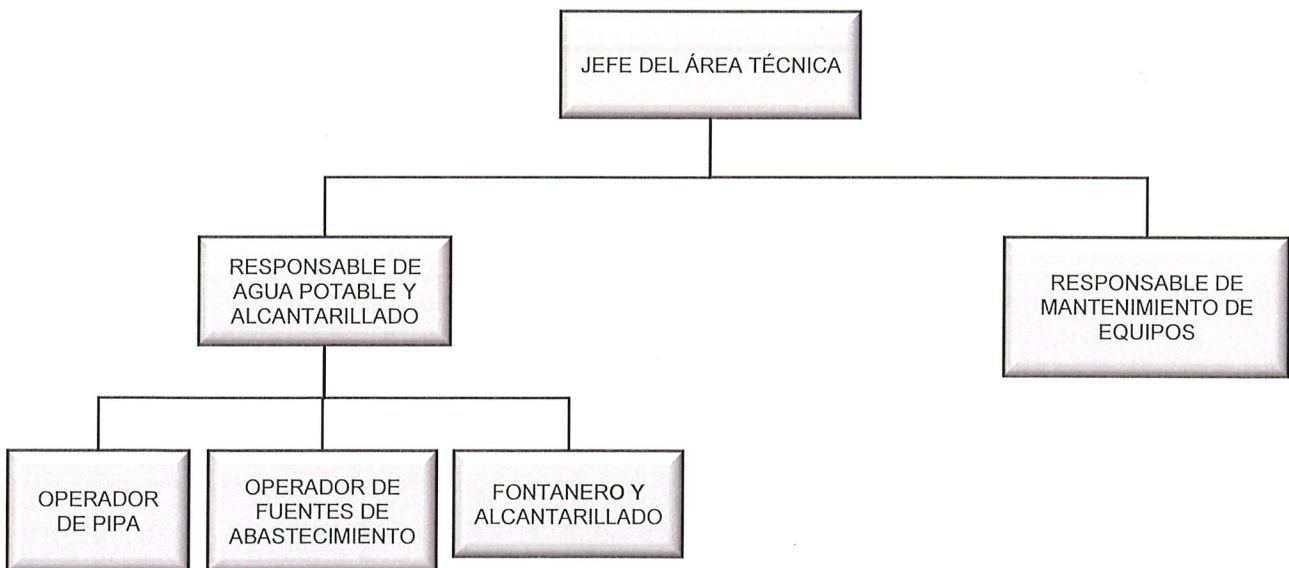 JEFE DEL ÁREA TÉCNICA
RESPONSABLE DE
AGUA POTABLE Y
ALCANTARILLADO
RESPONSABLE DE
MANTENIMIENTO DE
EQUIPOS
OPERADOR
DE PIPA
OPERADOR DE
FUENTES DE
ABASTECIMIENTO
FONTANERO Y
ALCANTARILLADO